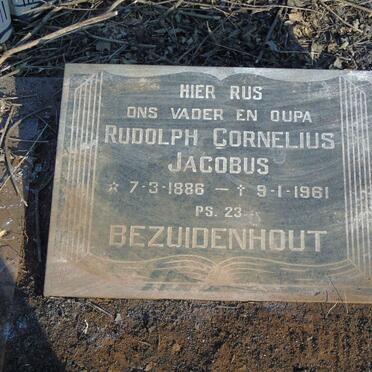 HIER RUS
ONS VADER EN OUPA
RUDOLPH CORNELIUS
JACOBUS
* 7-3-1886 — † 9-1-1961
PS. 23
BEZUIDENHOUT